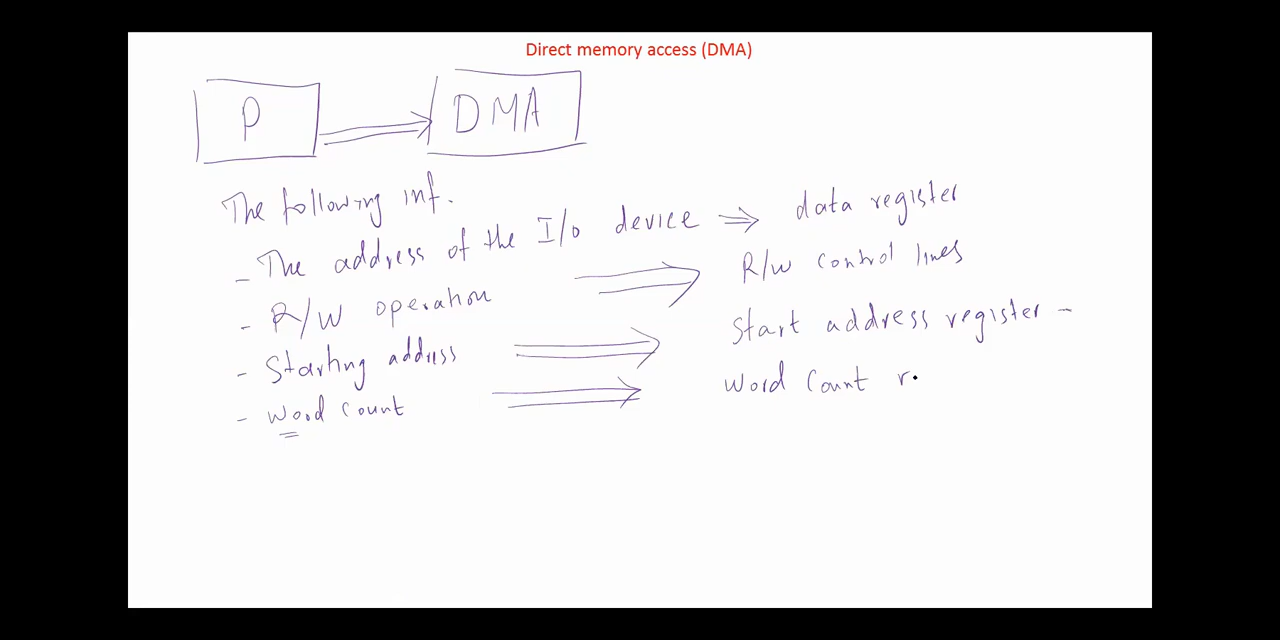 Direct memory access (DMA)
P DMA
The following inf.
- The address of the I/o device ⇒ data register
- R/W operation ⇒ R/W control lines
- Starting address ⇒ Start address register -
- Word Count ⇒ Word Count r